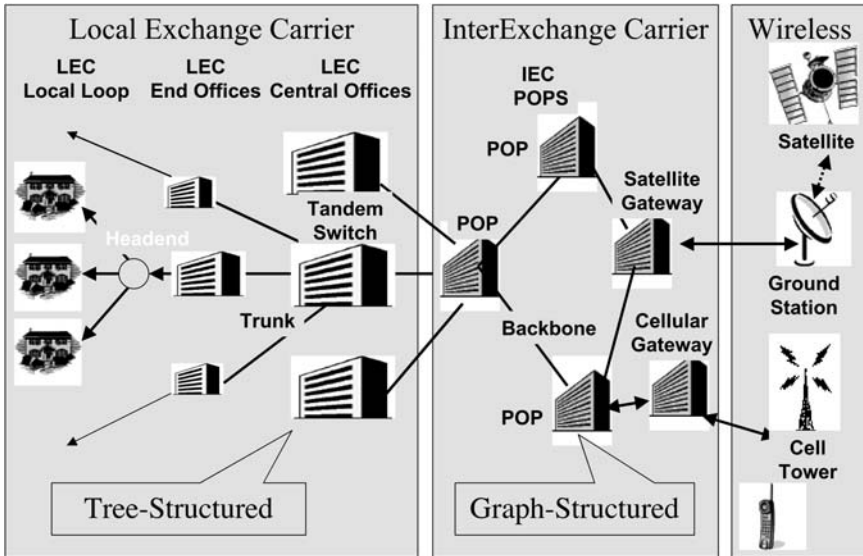 Local Exchange Carrier
LEC
Local Loop
LEC
End Offices
LEC
Central Offices
Headend
Tandem
Switch
Trunk
Tree-Structured
InterExchange Carrier
IEC
POPS
POP
POP
Satellite
Gateway
Backbone
Cellular
Gateway
POP
Graph-Structured
Wireless
Satellite
Ground
Station
Cell
Tower